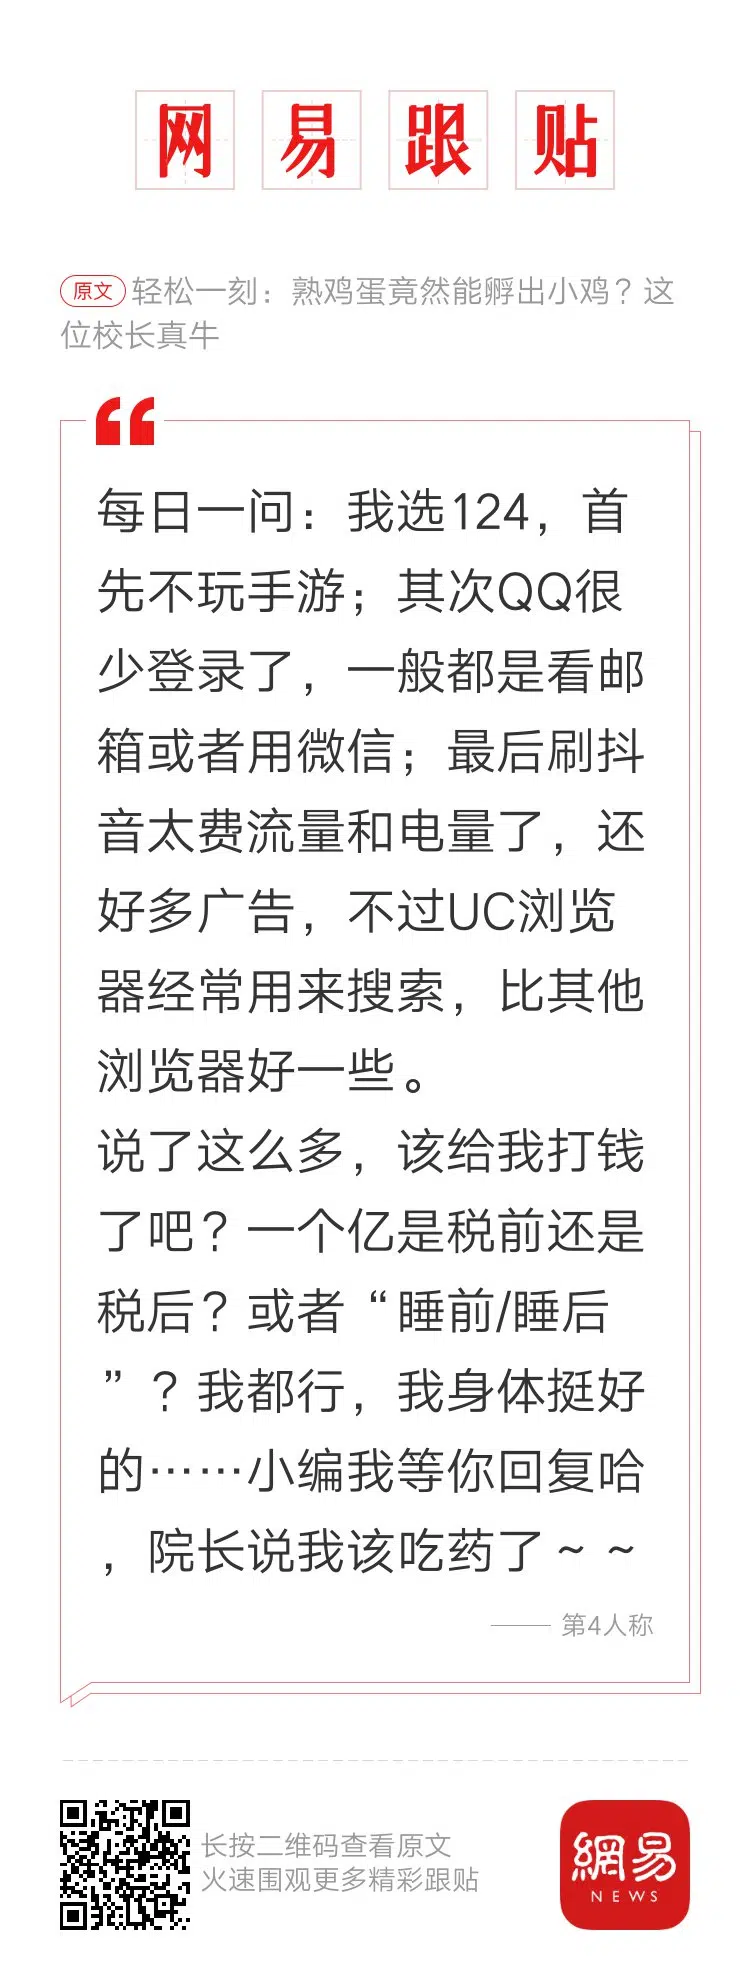 网易跟贴
原文 轻松一刻：熟鸡蛋竟然能孵出小鸡？这
位校长真牛
每日一问：我选124，首
先不玩手游；其次QQ很
少登录了，一般都是看邮
箱或者用微信；最后刷抖
音太费流量和电量了，还
好多广告，不过UC浏览
器经常用来搜索，比其他
浏览器好一些。
说了这么多，该给我打钱
了吧？一个亿是税前还是
税后？或者“睡前/睡后
”？我都行，我身体挺好
的……小编我等你回复哈
，院长说我该吃药了～～
—— 第4人称
长按二维码查看原文
火速围观更多精彩跟贴
網易
NEWS